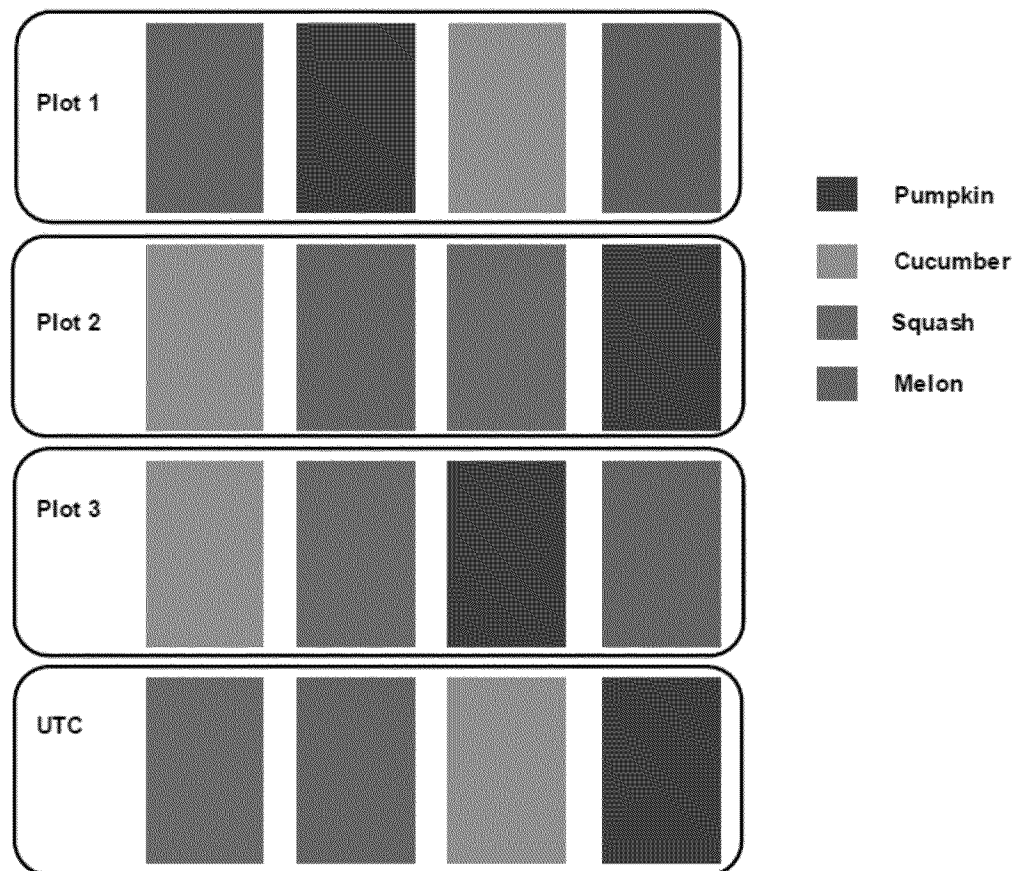 Plot 1
Plot 2
Plot 3
UTC
Pumpkin
Cucumber
Squash
Melon